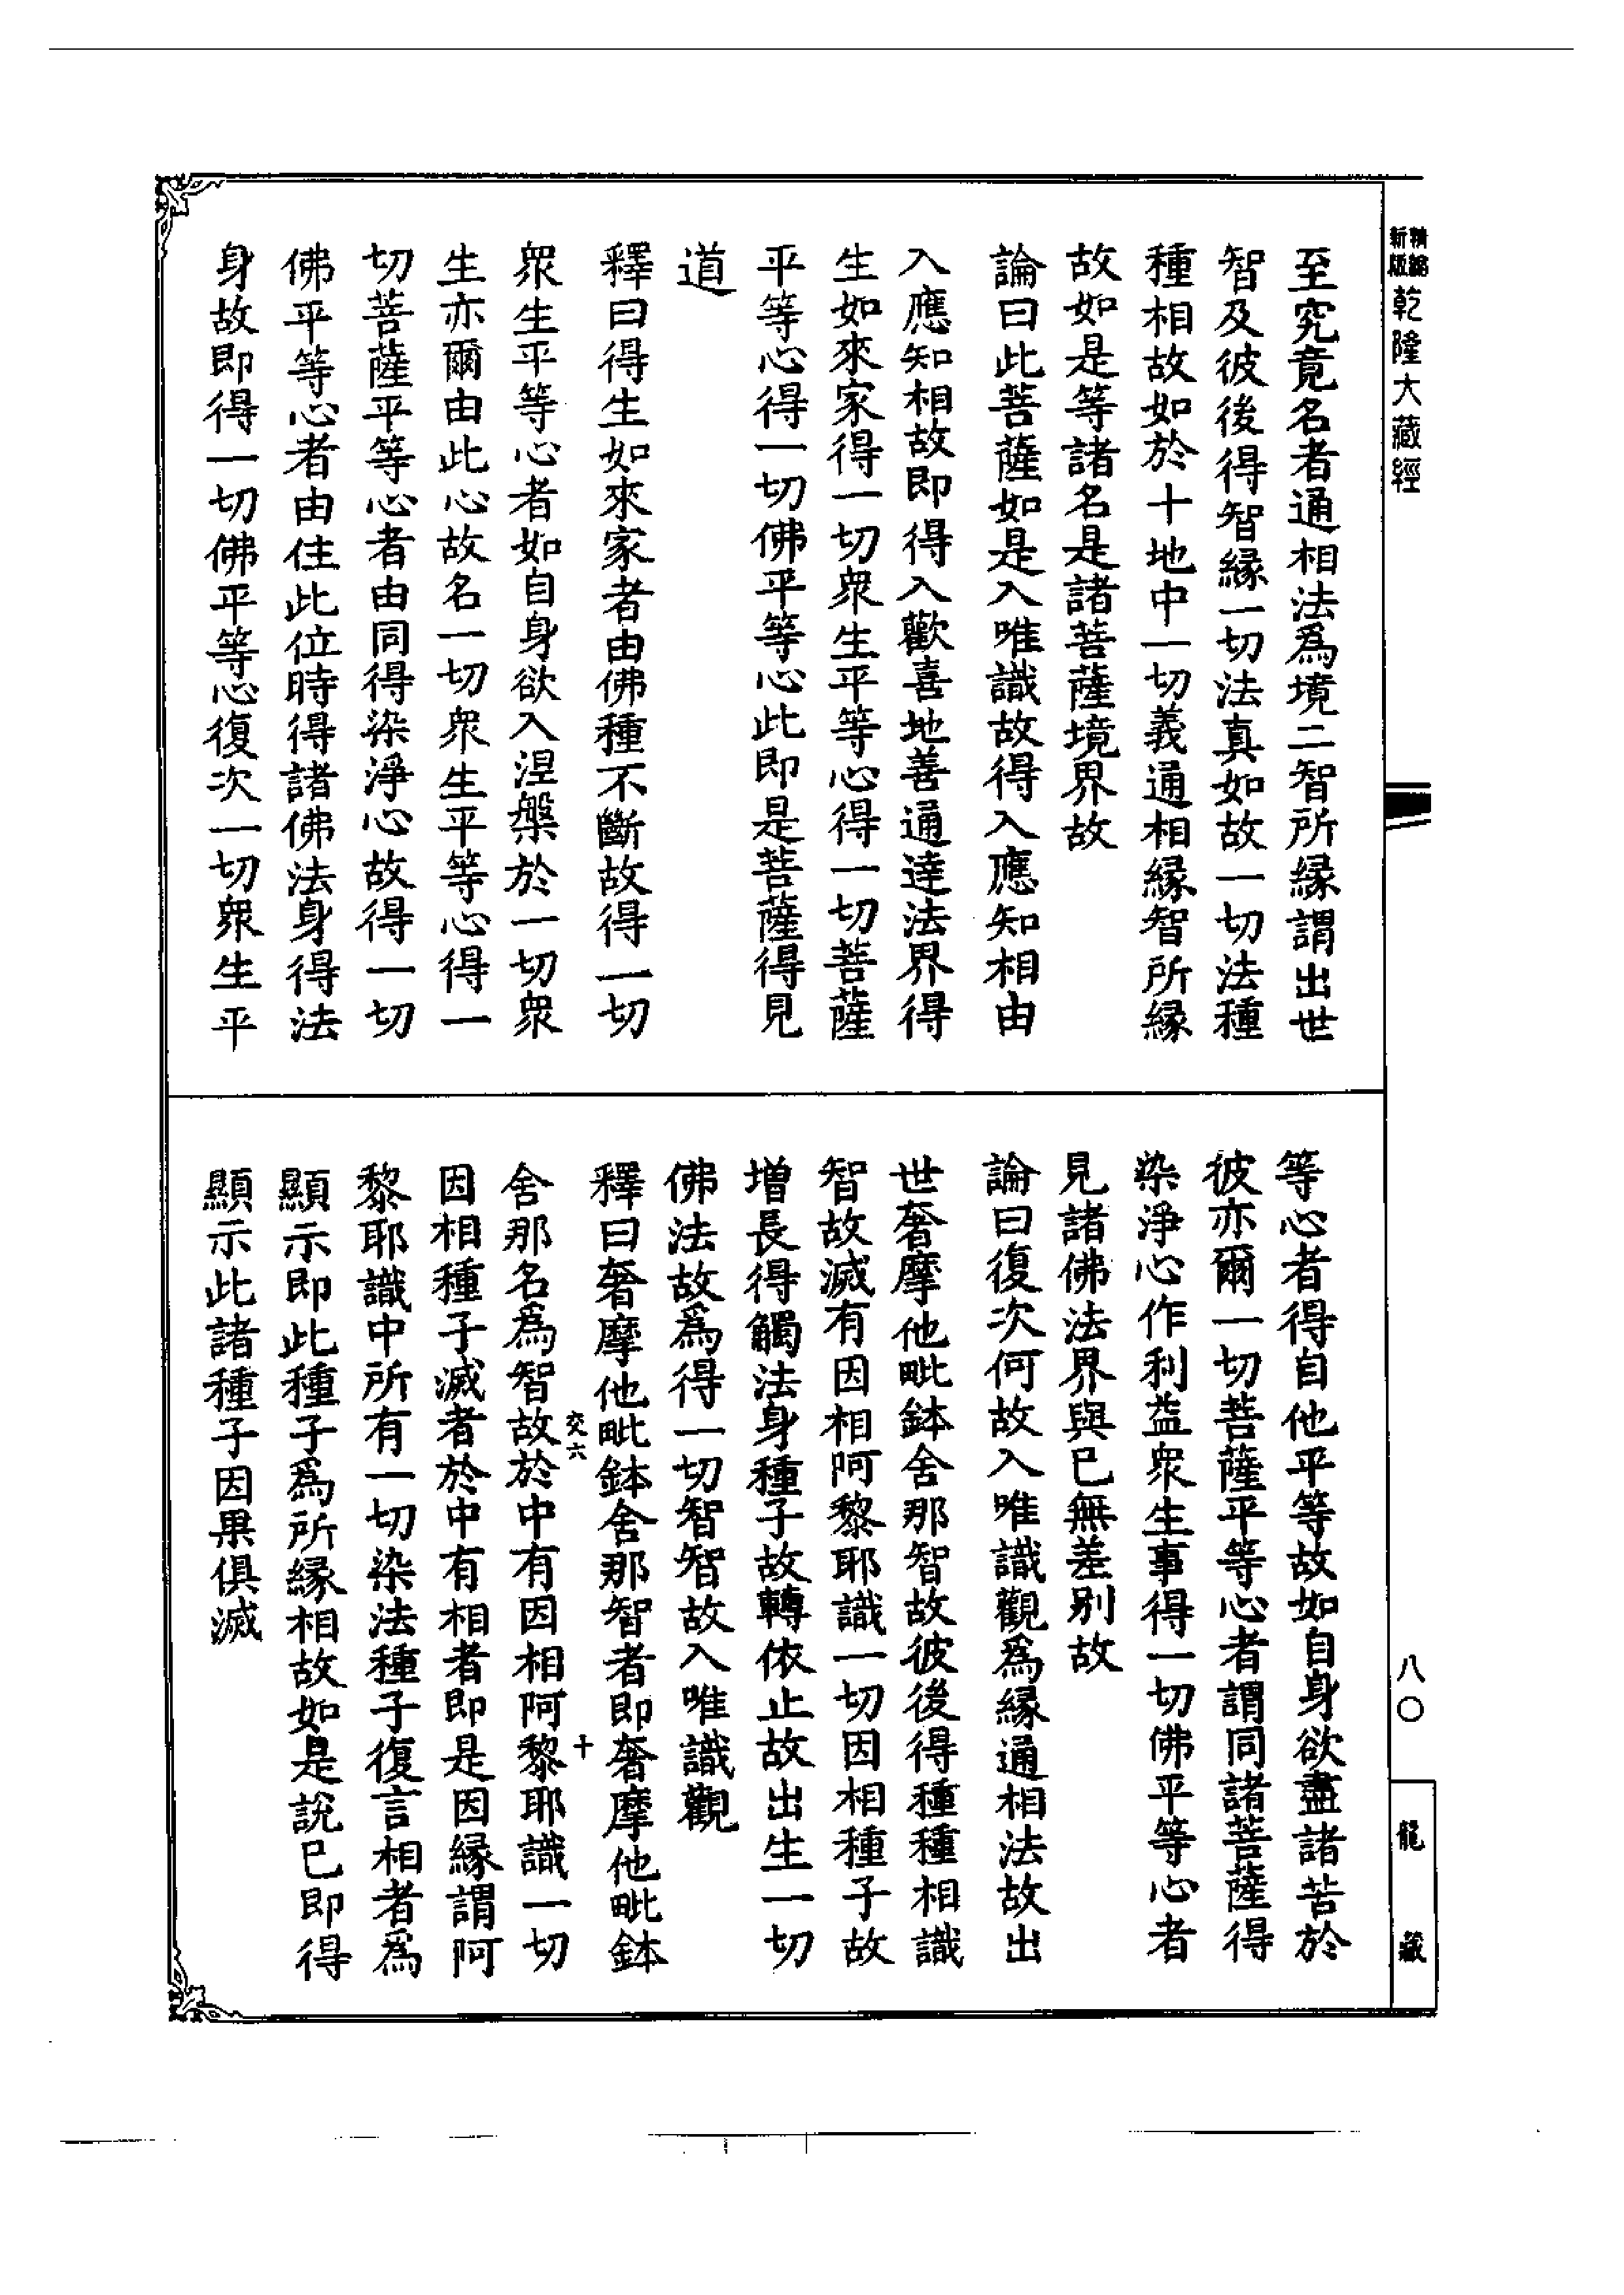 新版精縮乾隆大藏經
至究竟名者通相法爲境二智所緣謂出世
智及彼後得智緣一切法真如故一切法種
種相故如於十地中一切義通相緣智所緣
故如是等諸名是諸菩薩境界故
論曰此菩薩如是入唯識故得入應知相由
入應知相故即得入歡喜地善通達法界得
生如來家得一切衆生平等心得一切菩薩
平等心得一切佛平等心此即是菩薩得見
道
釋曰得生如來家者由佛種不斷故得一切
衆生平等心者如自身欲入涅槃於一切衆
生亦爾由此心故名一切衆生平等心得一
切菩薩平等心者由同得染淨心故得一切
佛平等心者由住此位時得諸佛法身得法
身故即得一切佛平等心復次一切衆生平
等心者得自他平等故如自身欲盡諸苦於
彼亦爾一切菩薩平等心者謂同諸菩薩得
染淨心作利益衆生事得一切佛平等心者
見諸佛法界與已無差別故
論曰復次何故入唯識觀爲緣通相法故出
世奢摩他毗鉢舍那智故彼後得種種相識
智故滅有因相阿黎耶識一切因相種子故
增長得觸法身種子故轉依止故出生一切
佛法故爲得一切智智故入唯識觀
釋曰奢摩他毗鉢舍那智者即奢摩他毗鉢
交六
十
舍那名爲智故於中有因相阿黎耶識一切
因相種子滅者於中有相者即是因緣謂阿
黎耶識中所有一切染法種子復言相者爲
顯示即此種子爲所緣相故如是說已即得
顯示此諸種子因果俱滅
八〇
龍藏